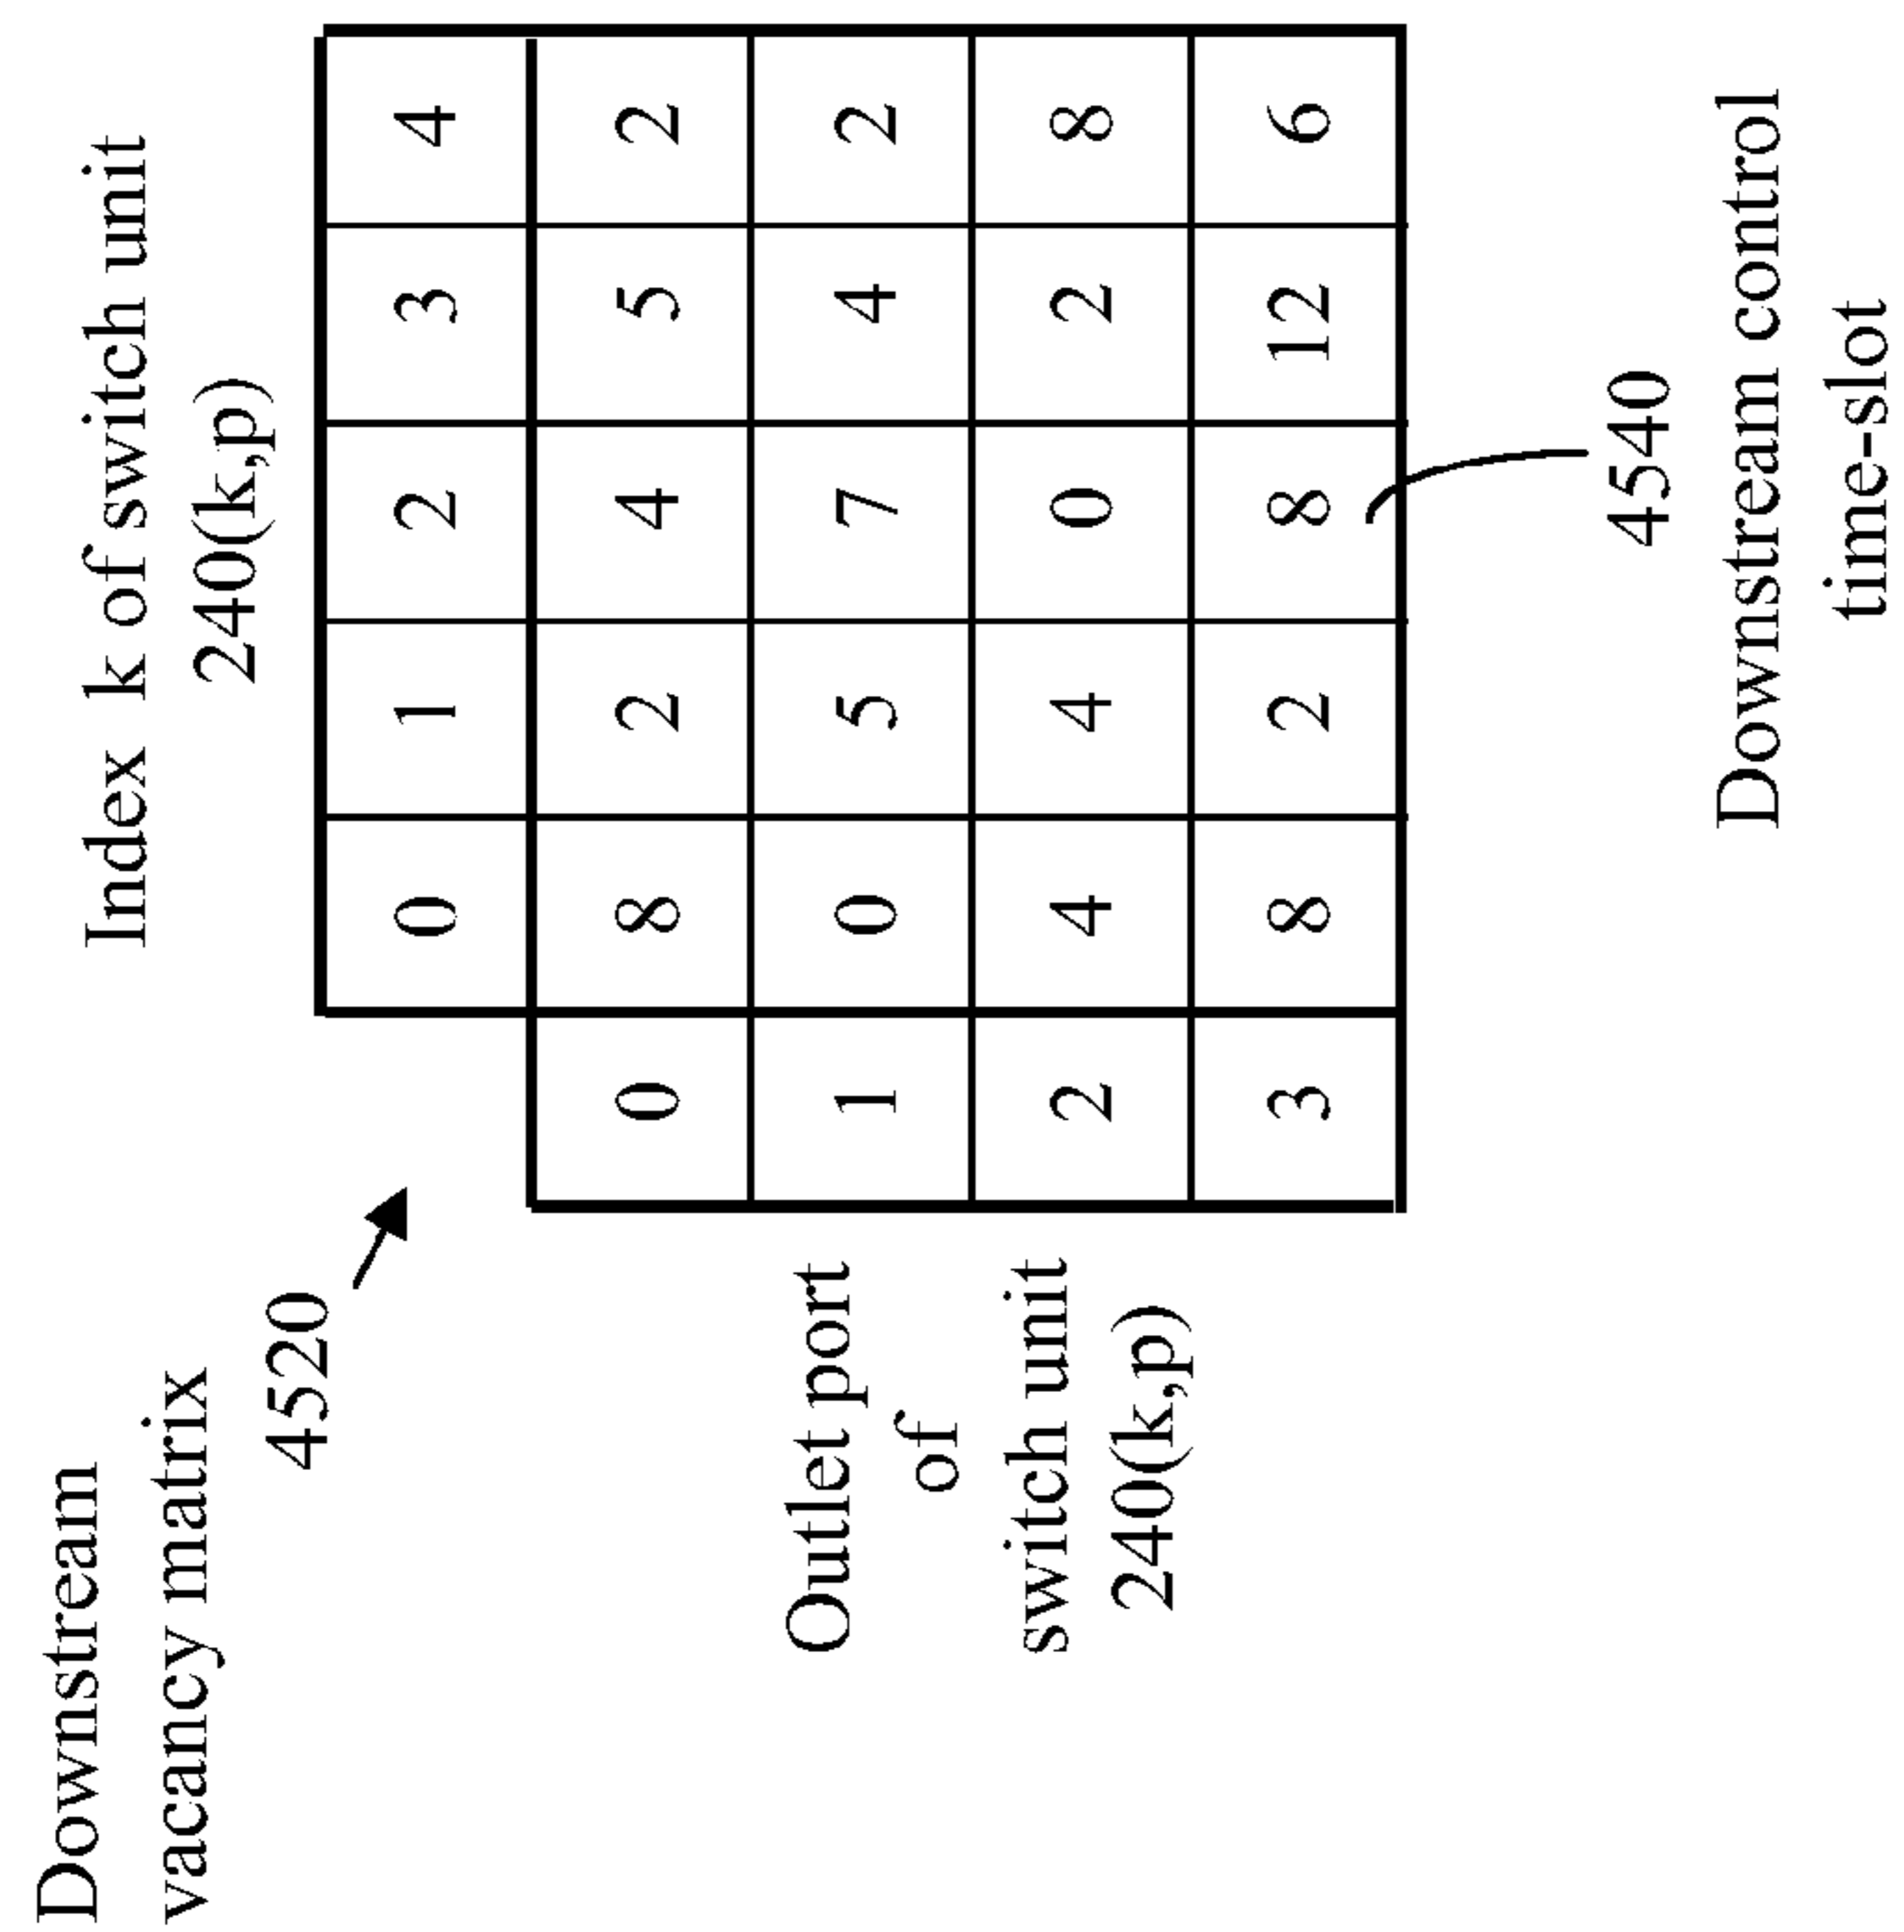 Downstream
vacancy matrix
4520
Index k of switch unit
240(k,p)
0 1 2 3 4
Outlet port
of
switch unit
240(k,p)
0 8 2 4 5 2
1 0 5 7 4 2
2 4 4 0 2 8
3 8 2 8 12 6
4540
Downstream control
time-slot